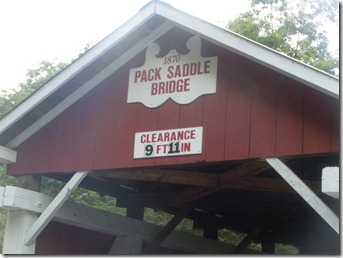 1870
PACK SADDLE
BRIDGE
CLEARANCE
9 FT 11 IN